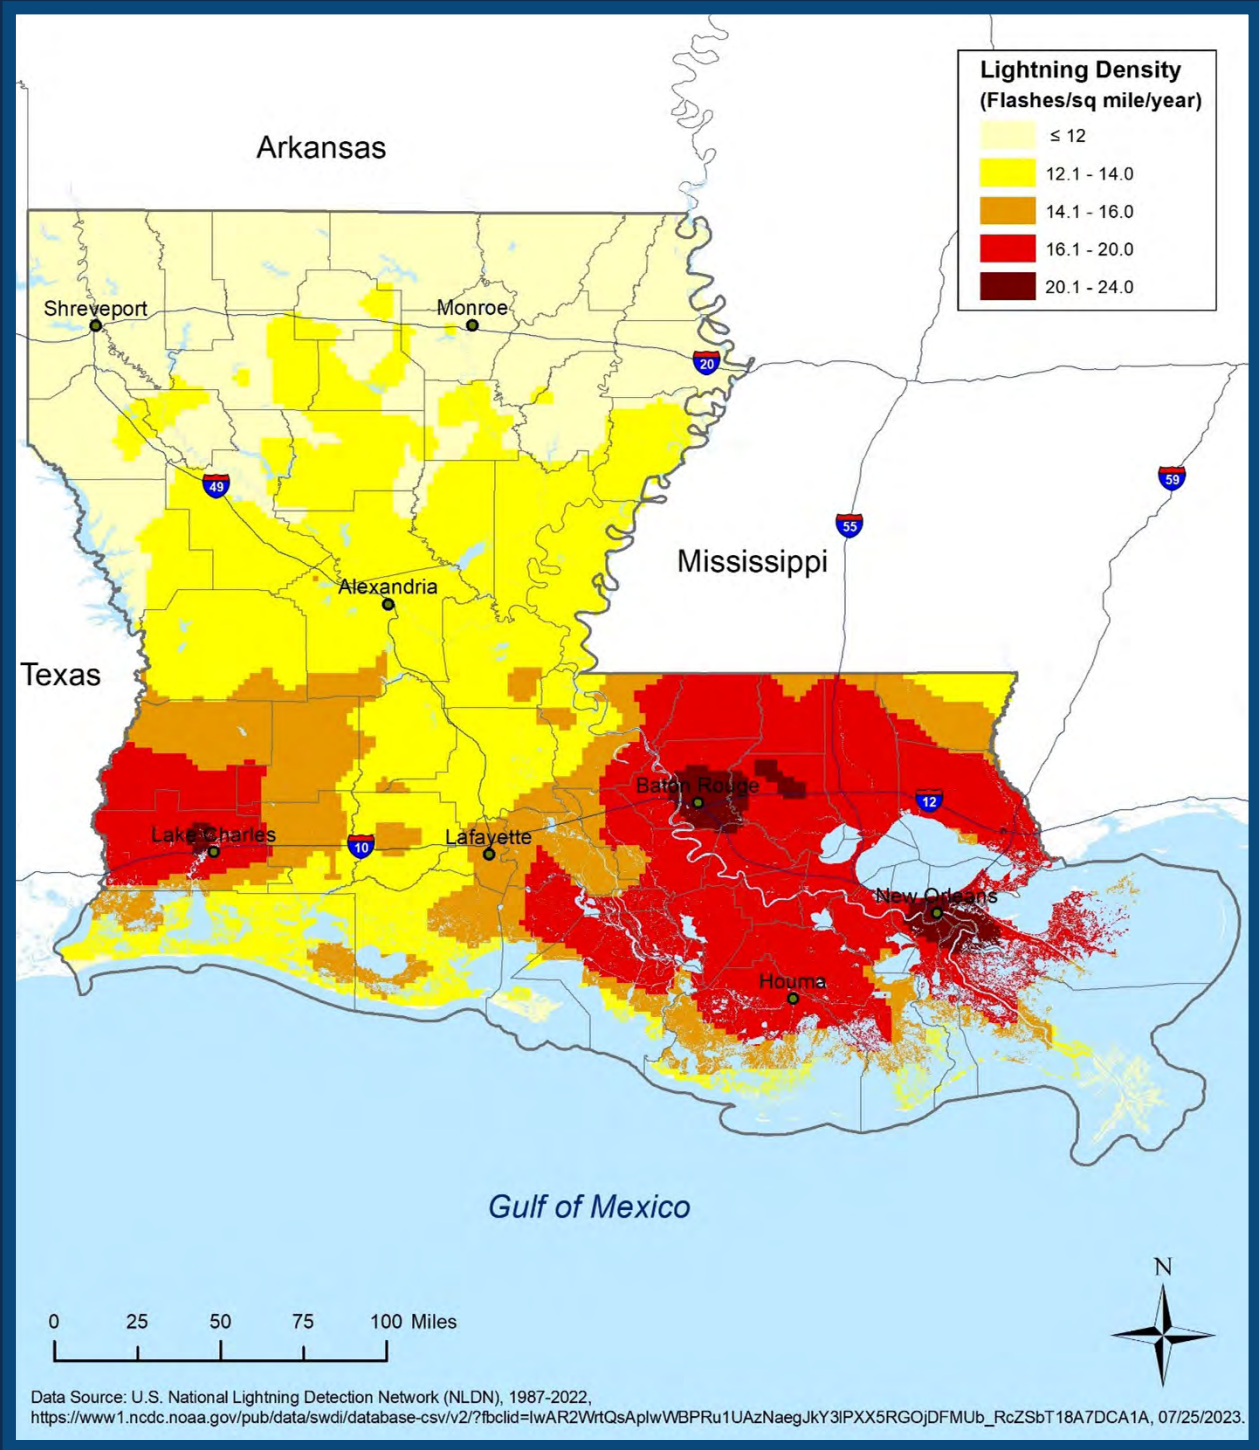 Lightning Density
(Flashes/sq mile/year)
≤ 12
12.1 - 14.0
14.1 - 16.0
16.1 - 20.0
20.1 - 24.0
Arkansas
Shreveport
Monroe
20
49
59
55
Mississippi
Alexandria
Texas
Baton Rouge
12
Lake Charles
10
Lafayette
New Orleans
Houma
Gulf of Mexico
N
0 25 50 75 100 Miles
Data Source: U.S. National Lightning Detection Network (NLDN), 1987-2022,
https://www1.ncdc.noaa.gov/pub/data/swdi/database-csv/v2/?fbclid=IwAR2WrtQsAplwWBPRu1UAzNaegJkY3lPXX5RGOjDFMUb_RcZSbT18A7DCA1A, 07/25/2023.